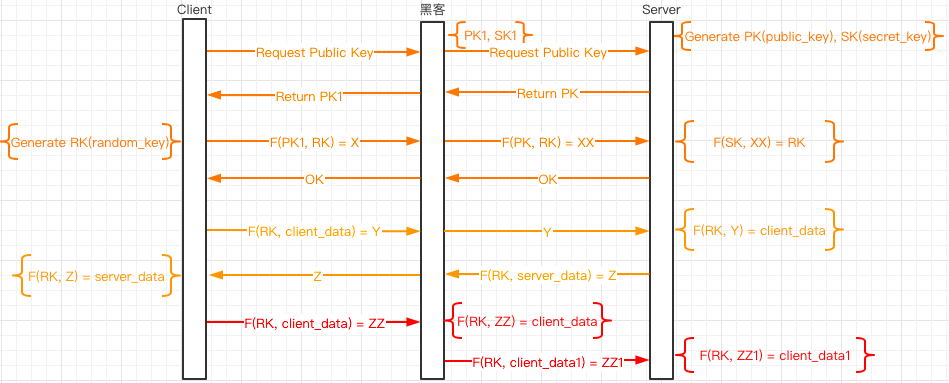 Client
黑客
Server
PK1, SK1
Generate PK(public_key), SK(secret_key)
Request Public Key
Request Public Key
Return PK1
Return PK
Generate RK(random_key)
F(PK1, RK) = X
F(PK, RK) = XX
F(SK, XX) = RK
OK
OK
F(RK, client_data) = Y
Y
F(RK, Y) = client_data
F(RK, Z) = server_data
Z
F(RK, server_data) = Z
F(RK, client_data) = ZZ
F(RK, ZZ) = client_data
F(RK, client_data1) = ZZ1
F(RK, ZZ1) = client_data1